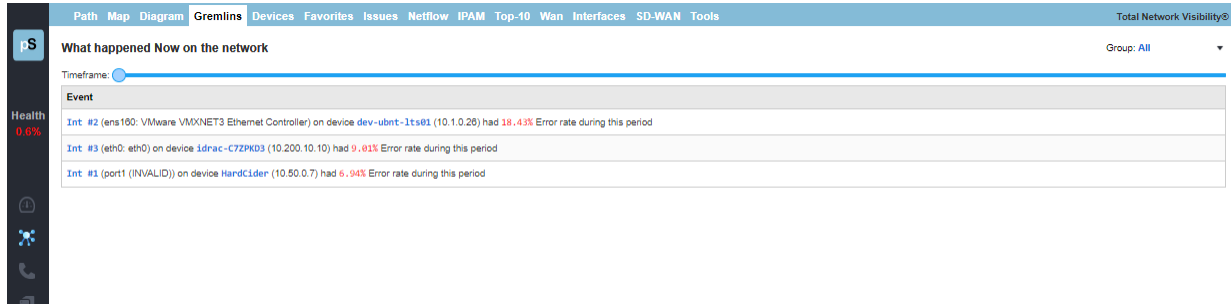 Path Map Diagram Gremlins Devices Favorites Issues Netflow IPAM Top-10 Wan Interfaces SD-WAN Tools
Total Network Visibility®
pS
What happened Now on the network
Group: All
Timeframe:
Event
Health
0.6%
Int #2 (ens160: VMware VMXNET3 Ethernet Controller) on device dev-ubnt-lts01 (10.1.0.26) had 18.43% Error rate during this period
Int #3 (eth0: eth0) on device idrac-C7ZPKD3 (10.200.10.10) had 9.01% Error rate during this period
Int #1 (port1 (INVALID)) on device HardCider (10.50.0.7) had 6.94% Error rate during this period